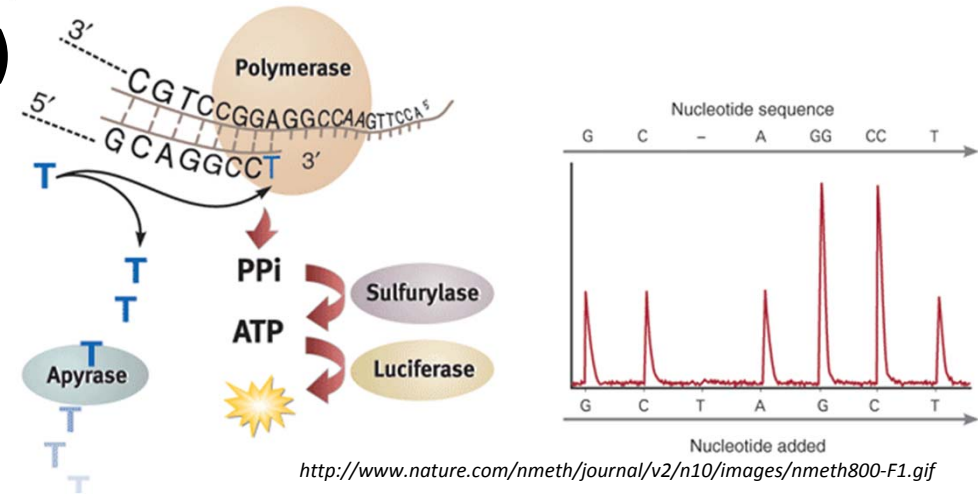 3′
CGTCCGGAGGCCAAGTTCCA 5′
Polymerase
5′
GCAGGCCT 3′
T
T
T
T
Apyrase
T
T
T
PPi
Sulfurylase
ATP
Luciferase
Nucleotide sequence
G C – A GG CC T
G C T A G C T
Nucleotide added
http://www.nature.com/nmeth/journal/v2/n10/images/nmeth800-F1.gif